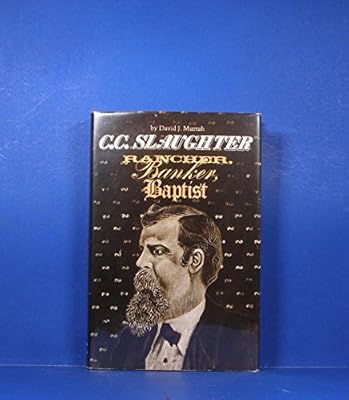 by David J. Murrah
C.C. SLAUGHTER
RANCHER,
Banker,
Baptist